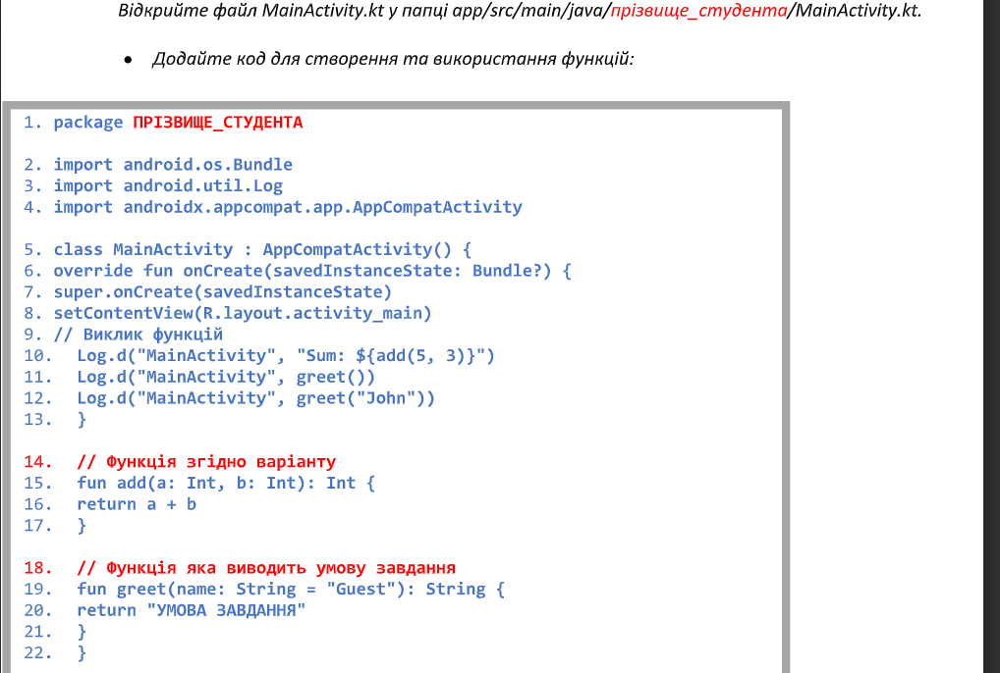 Відкрийте файл MainActivity.kt у папці app/src/main/java/прізвище_студента/MainActivity.kt.
• Додайте код для створення та використання функцій:
1. package ПРІЗВИЩЕ_СТУДЕНТА
2. import android.os.Bundle
3. import android.util.Log
4. import androidx.appcompat.app.AppCompatActivity
5. class MainActivity : AppCompatActivity() {
6. override fun onCreate(savedInstanceState: Bundle?) {
7. super.onCreate(savedInstanceState)
8. setContentView(R.layout.activity_main)
9. // Виклик функцій
10. Log.d("MainActivity", "Sum: ${add(5, 3)}")
11. Log.d("MainActivity", greet())
12. Log.d("MainActivity", greet("John"))
13. }
14. // Функція згідно варіанту
15. fun add(a: Int, b: Int): Int {
16. return a + b
17. }
18. // Функція яка виводить умову завдання
19. fun greet(name: String = "Guest"): String {
20. return "УМОВА ЗАВДАННЯ"
21. }
22. }